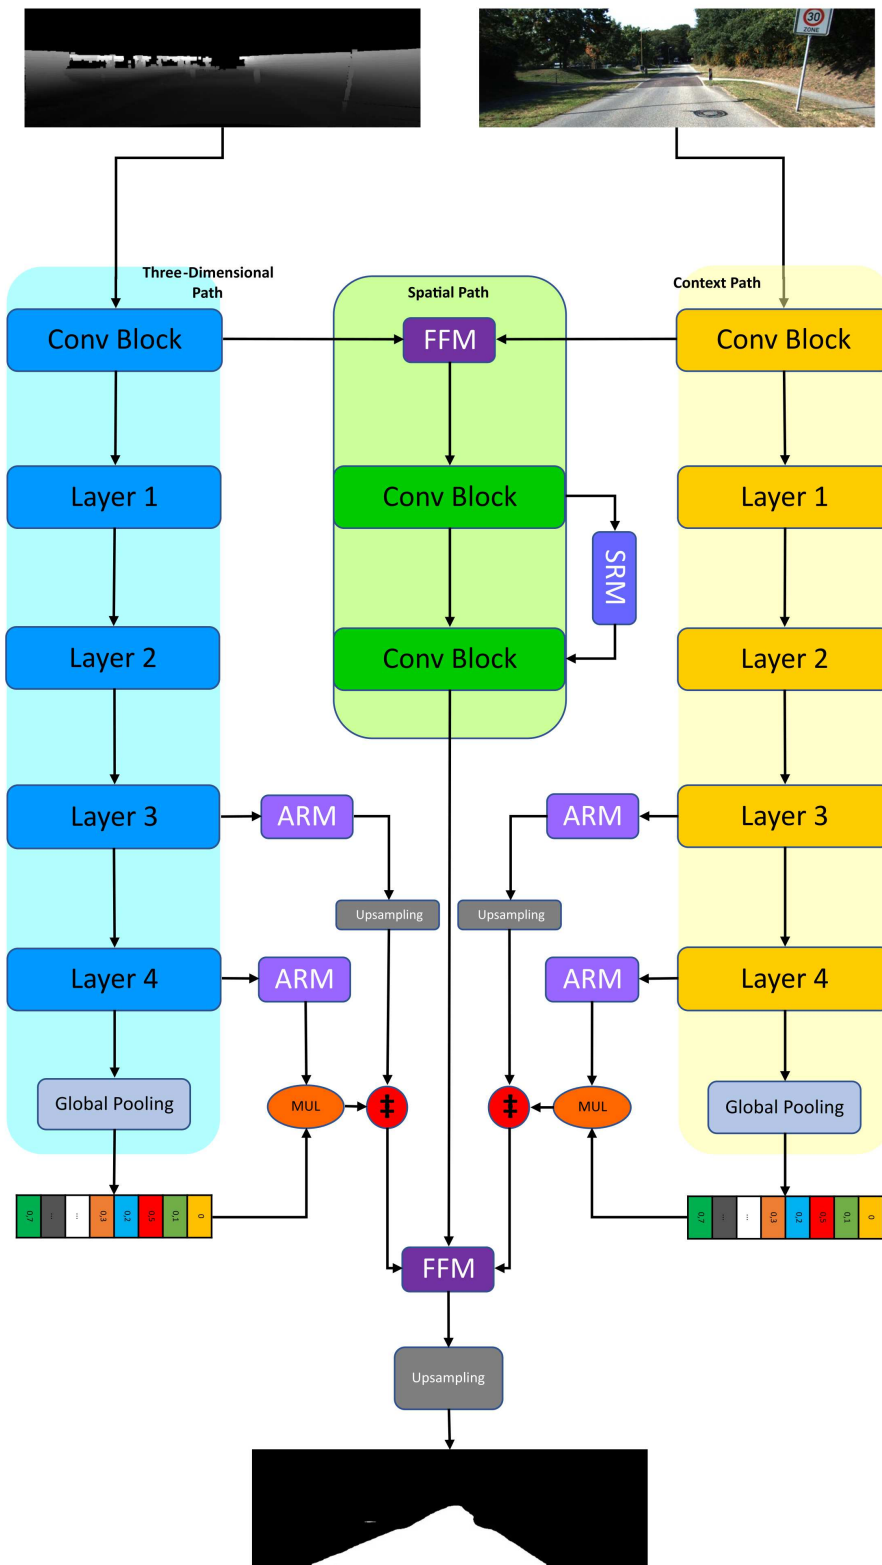 30
ZONE
Three-Dimensional
Path
Spatial Path
Context Path
Conv Block
FFM
Conv Block
Layer 1
Conv Block
Layer 1
SRM
Layer 2
Conv Block
Layer 2
Layer 3
ARM
ARM
Layer 3
Upsampling
Upsampling
Layer 4
ARM
ARM
Layer 4
Global Pooling
MUL
‡
‡
MUL
Global Pooling
0,7 ... ... 0,3 0,2 0,5 0,1 0
0,7 ... ... 0,3 0,2 0,5 0,1 0
FFM
Upsampling